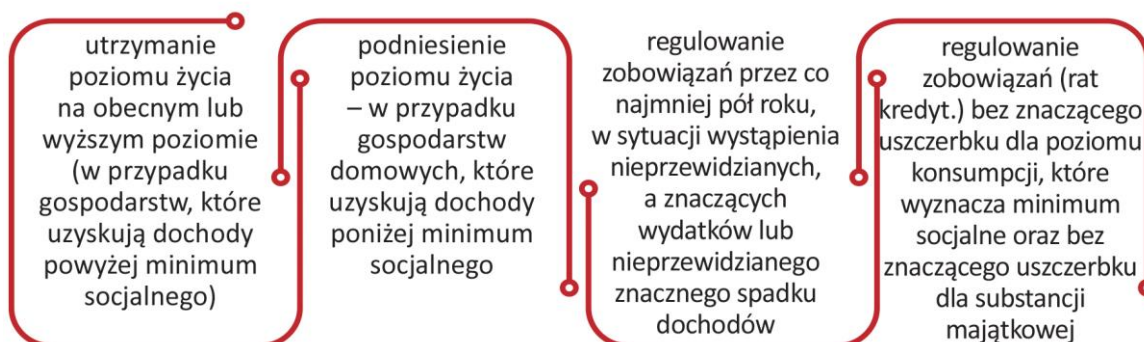 utrzymanie
poziomu życia
na obecnym lub
wyższym poziomie
(w przypadku
gospodarstw, które
uzyskują dochody
powyżej minimum
socjalnego)
podniesienie
poziomu życia
– w przypadku
gospodarstw
domowych, które
uzyskują dochody
poniżej minimum
socjalnego
regulowanie
zobowiązań przez co
najmniej pół roku,
w sytuacji wystąpienia
nieprzewidzianych,
a znaczących
wydatków lub
nieprzewidzianego
znacznego spadku
dochodów
regulowanie
zobowiązań (rat
kredyt.) bez znaczącego
uszczerbku dla poziomu
konsumpcji, które
wyznacza minimum
socjalne oraz bez
znaczącego uszczerbku
dla substancji
majątkowej